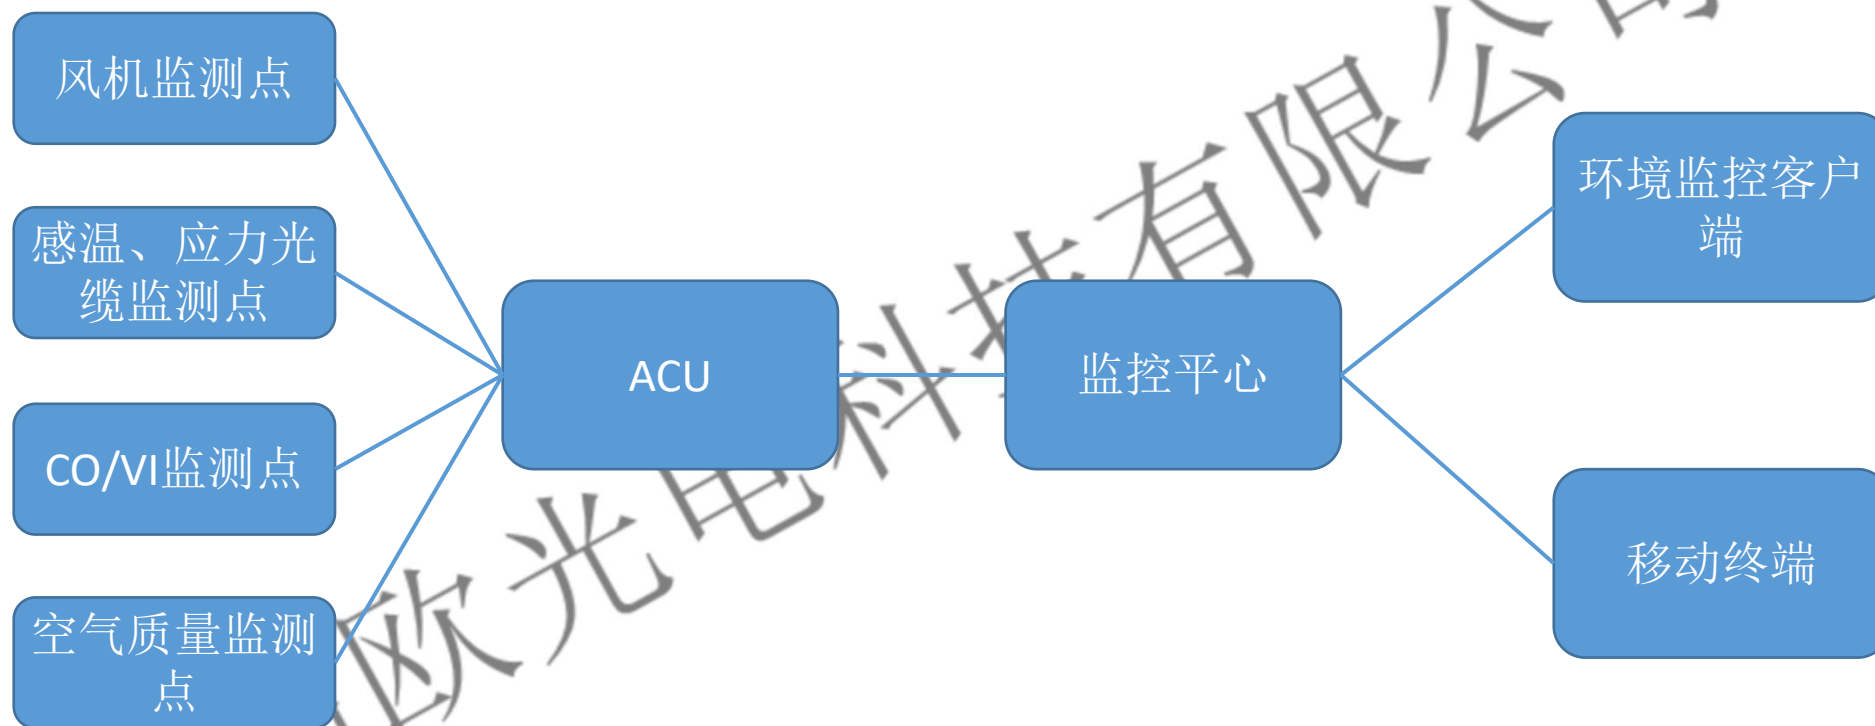 风机监测点
感温、应力光
缆监测点
CO/VI监测点
空气质量监测
点
ACU
监控平心
环境监控客户
端
移动终端
欧光电科技有限公司